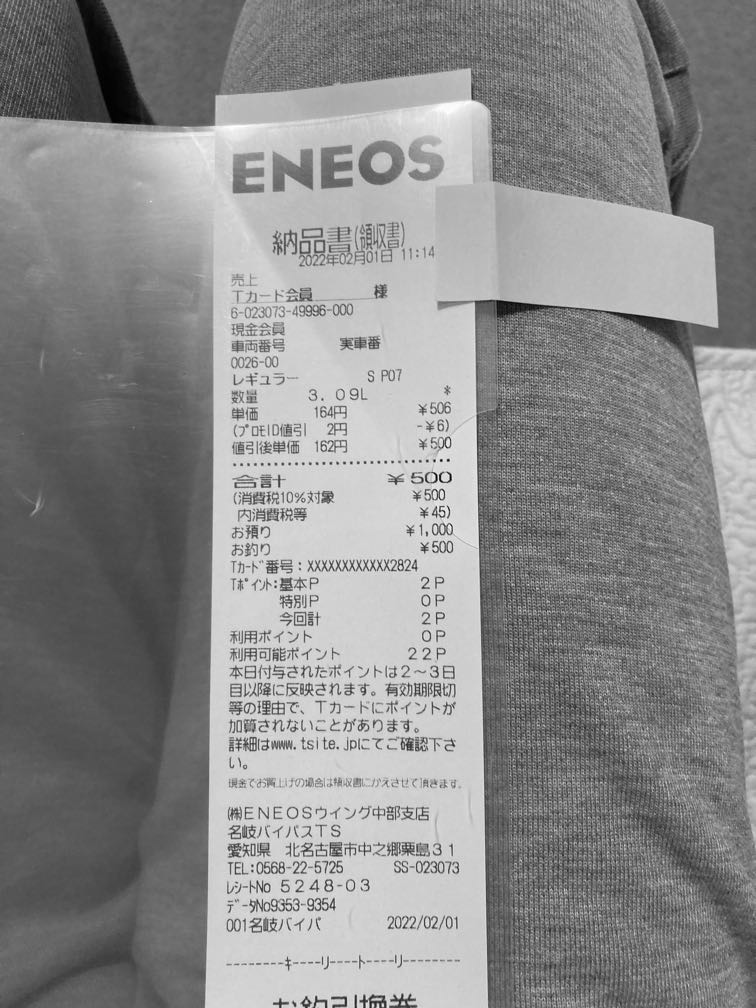 ENEOS
納品書(領収書)
2022年02月01日 11:14
売上
Tカード会員 様
6-023073-49996-000
現金会員
車両番号 実車番
0026-00
レギュラー S P07
数量 3.09L *
単価 164円 ¥506
(プロモID値引 2円 -¥6)
値引後単価 162円 ¥500
合計 ¥500
(消費税10%対象 ¥500
内消費税等 ¥45)
お預り ¥1,000
お釣り ¥500
Tカード番号:XXXXXXXXXXXX2824
Tポイント:基本P 2P
特別P 0P
今回計 2P
利用ポイント 0P
利用可能ポイント 22P
本日付与されたポイントは2~3日
目以降に反映されます。有効期限切
等の理由で、Tカードにポイントが
加算されないことがあります。
詳細はwww.tsite.jpにてご確認下さ
い。
現金でお買上げの場合は領収書にかえさせて頂きます。
㈱ENEOSウイング中部支店
名岐バイパスTS
愛知県 北名古屋市中之郷栗島31
TEL:0568-22-5725 SS-023073
レシートNo 5248-03
データNo9353-9354
001名岐バイパ 2022/02/01
--------キ----リ----ト----リ--------
お釣引換券